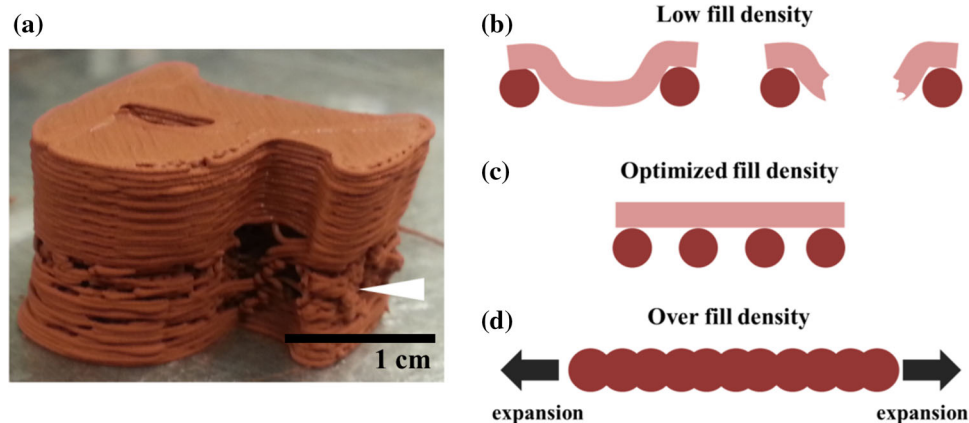 (a)
1 cm
(b)
Low fill density
(c)
Optimized fill density
(d)
Over fill density
expansion
expansion